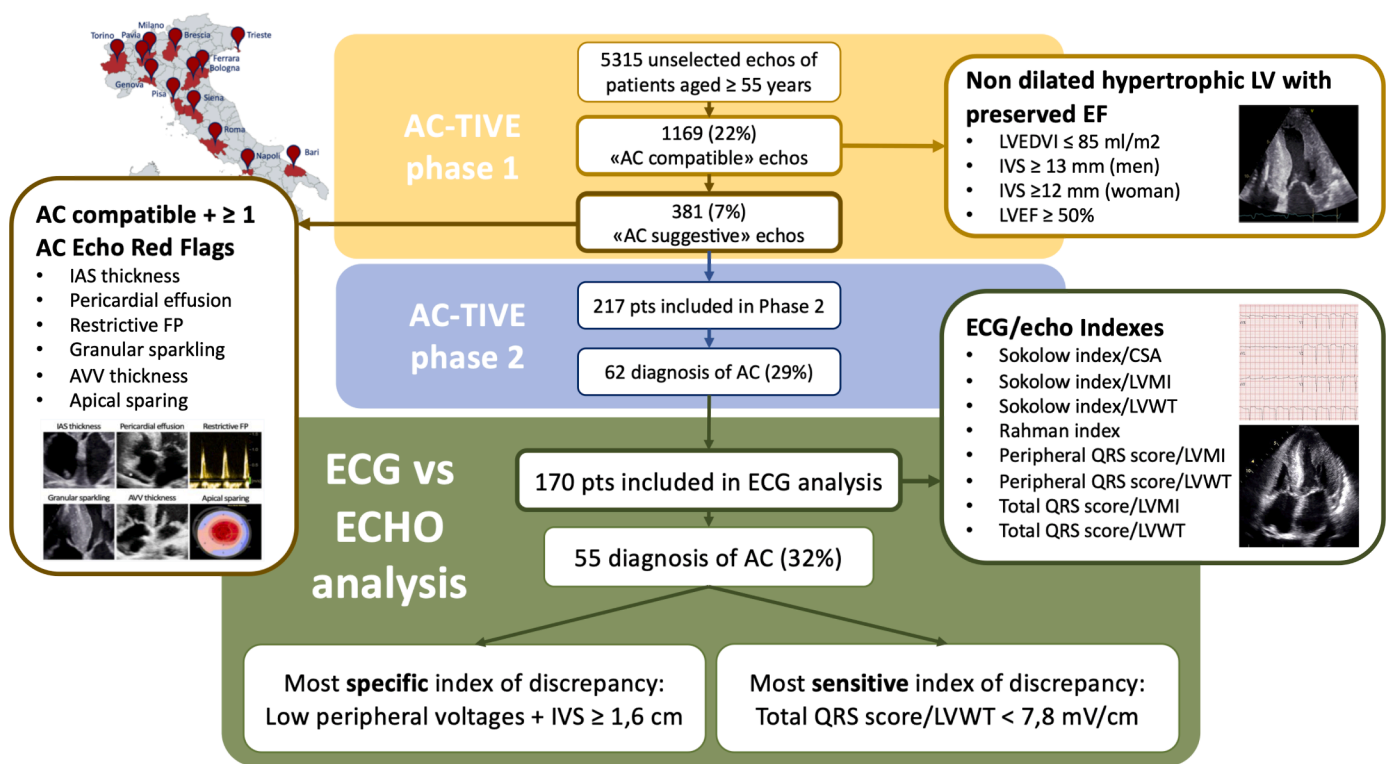 Milano
Torino
Pavia
Brescia
Trieste
Ferrara
Bologna
Genova
Pisa
Siena
Roma
Napoli
Bari
AC-TIVE
phase 1
5315 unselected echos of
patients aged ≥ 55 years
1169 (22%)
«AC compatible» echos
381 (7%)
«AC suggestive» echos
Non dilated hypertrophic LV with
preserved EF
• LVEDVI ≤ 85 ml/m2
• IVS ≥ 13 mm (men)
• IVS ≥12 mm (woman)
• LVEF ≥ 50%
AC compatible + ≥ 1
AC Echo Red Flags
• IAS thickness
• Pericardial effusion
• Restrictive FP
• Granular sparkling
• AVV thickness
• Apical sparing
IAS thickness Pericardial effusion Restrictive FP
Granular sparkling AVV thickness Apical sparing
AC-TIVE
phase 2
217 pts included in Phase 2
62 diagnosis of AC (29%)
ECG/echo Indexes
• Sokolow index/CSA
• Sokolow index/LVMI
• Sokolow index/LVWT
• Rahman index
• Peripheral QRS score/LVMI
• Peripheral QRS score/LVWT
• Total QRS score/LVMI
• Total QRS score/LVWT
ECG vs
ECHO
analysis
170 pts included in ECG analysis
55 diagnosis of AC (32%)
Most specific index of discrepancy:
Low peripheral voltages + IVS ≥ 1,6 cm
Most sensitive index of discrepancy:
Total QRS score/LVWT < 7,8 mV/cm